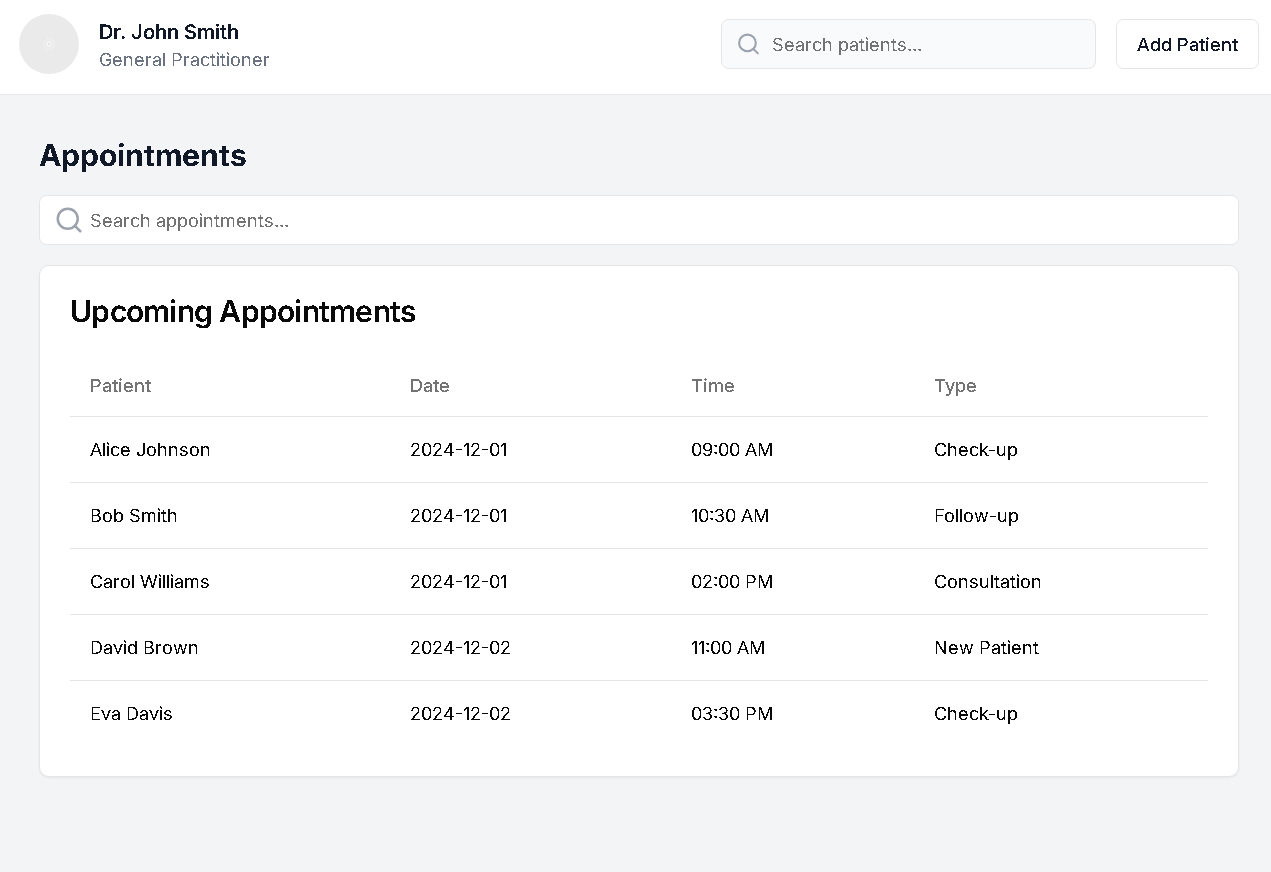 Dr. John Smith
General Practitioner
Search patients...
Add Patient
Appointments
Search appointments...
Upcoming Appointments
Patient Date Time Type
Alice Johnson 2024-12-01 09:00 AM Check-up
Bob Smith 2024-12-01 10:30 AM Follow-up
Carol Williams 2024-12-01 02:00 PM Consultation
David Brown 2024-12-02 11:00 AM New Patient
Eva Davis 2024-12-02 03:30 PM Check-up